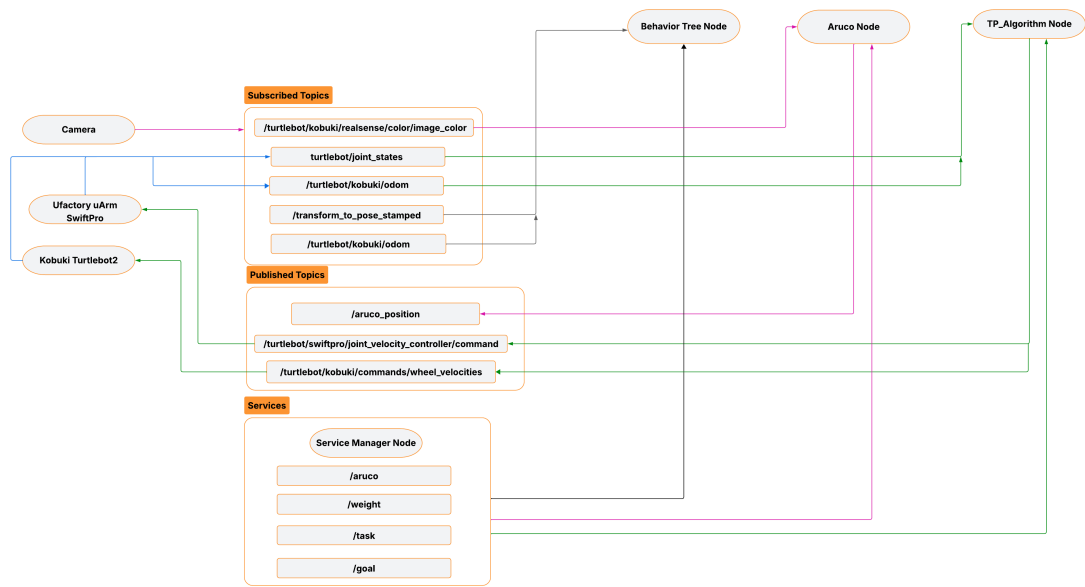 Behavior Tree Node
Aruco Node
TP_Algorithm Node
Subscribed Topics
Camera
/turtlebot/kobuki/realsense/color/image_color
turtlebot/joint_states
/turtlebot/kobuki/odom
Ufactory uArm
SwiftPro
/transform_to_pose_stamped
/turtlebot/kobuki/odom
Kobuki Turtlebot2
Published Topics
/aruco_position
/turtlebot/swiftpro/joint_velocity_controller/command
/turtlebot/kobuki/commands/wheel_velocities
Services
Service Manager Node
/aruco
/weight
/task
/goal